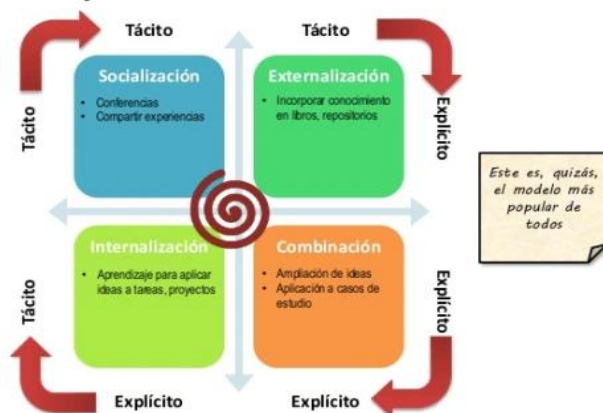 Tácito
Tácito
Tácito
Socialización
• Conferencias
• Compartir experiencias
Externalización
• Incorporar conocimiento
en libros, repositorios
Explícito
Este es, quizás,
el modelo más
popular de
todos
Tácito
Internalización
• Aprendizaje para aplicar
ideas a tareas, proyectos
Combinación
• Ampliación de ideas
• Aplicación a casos de
estudio
Explícito
Explícito
Explícito